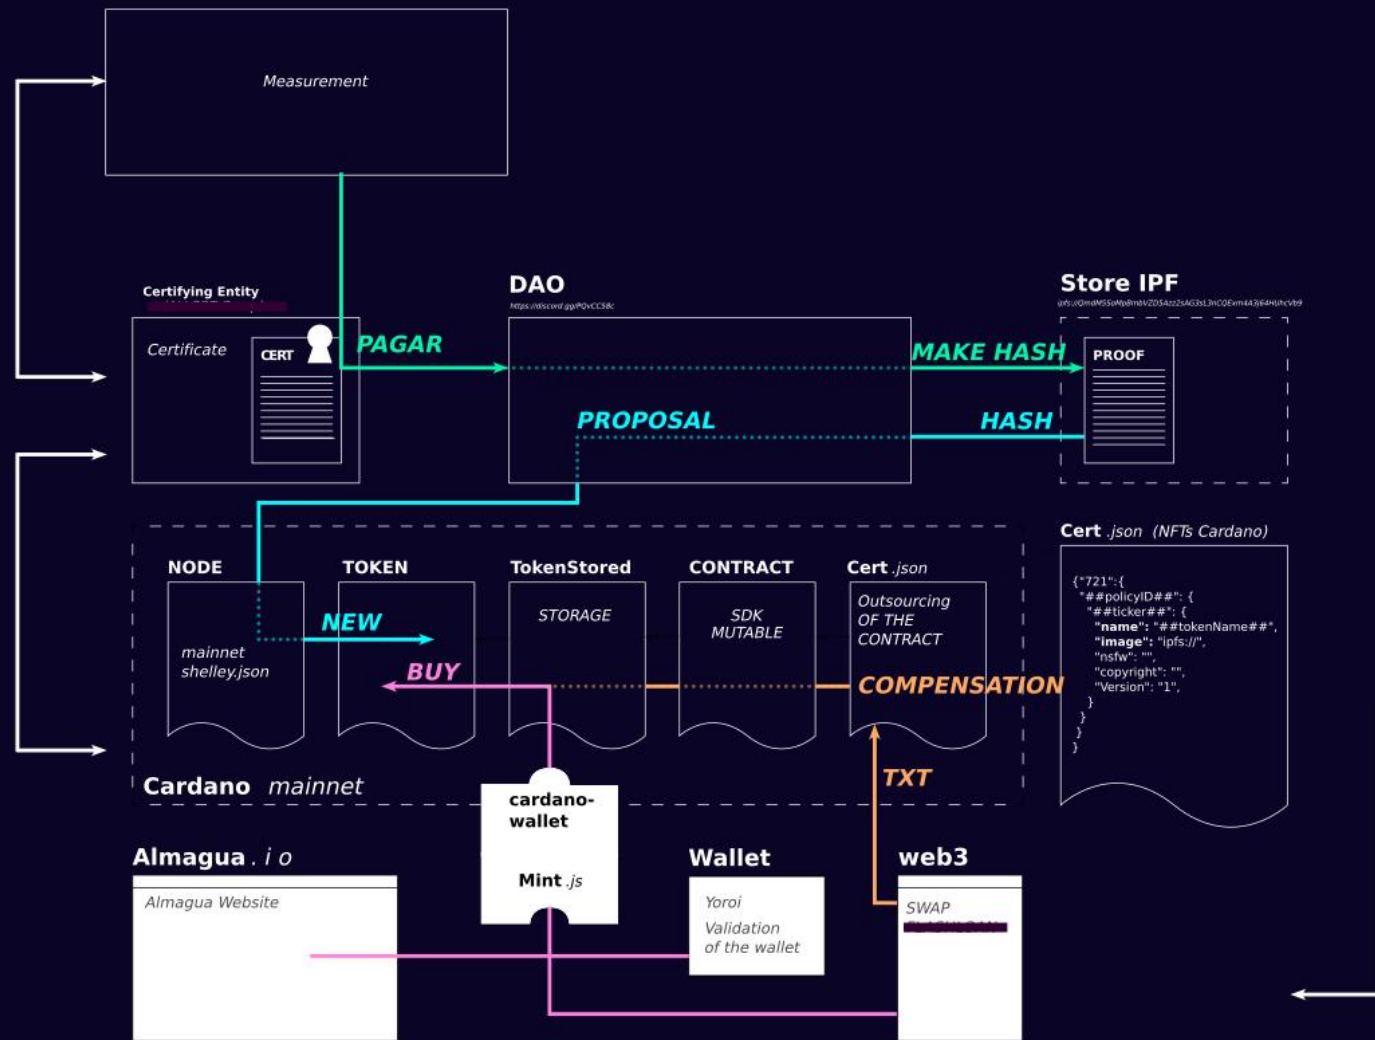 Measurement
Certifying Entity
Certificate
CERT
PAGAR
DAO
https://discord.gg/PQvCCS8c
MAKE HASH
PROPOSAL
HASH
Store IPF
PROOF
NODE
mainnet
shelley.json
NEW
TOKEN
BUY
TokenStored
STORAGE
CONTRACT
SDK
MUTABLE
Cert .json
Outsourcing
OF THE
CONTRACT
COMPENSATION
TXT
Cardano mainnet
Cert .json (NFTs Cardano)
{"721":{
"##policyID##": {
"##ticker##": {
"name": "##tokenName##",
"image": "ipfs://",
"nsfw": "",
"copyright": "",
"Version": "1",
}
}
}
}
cardano-
wallet
Mint .js
Almagua . i o
Almagua Website
Wallet
Yoroi
Validation
of the wallet
web3
SWAP